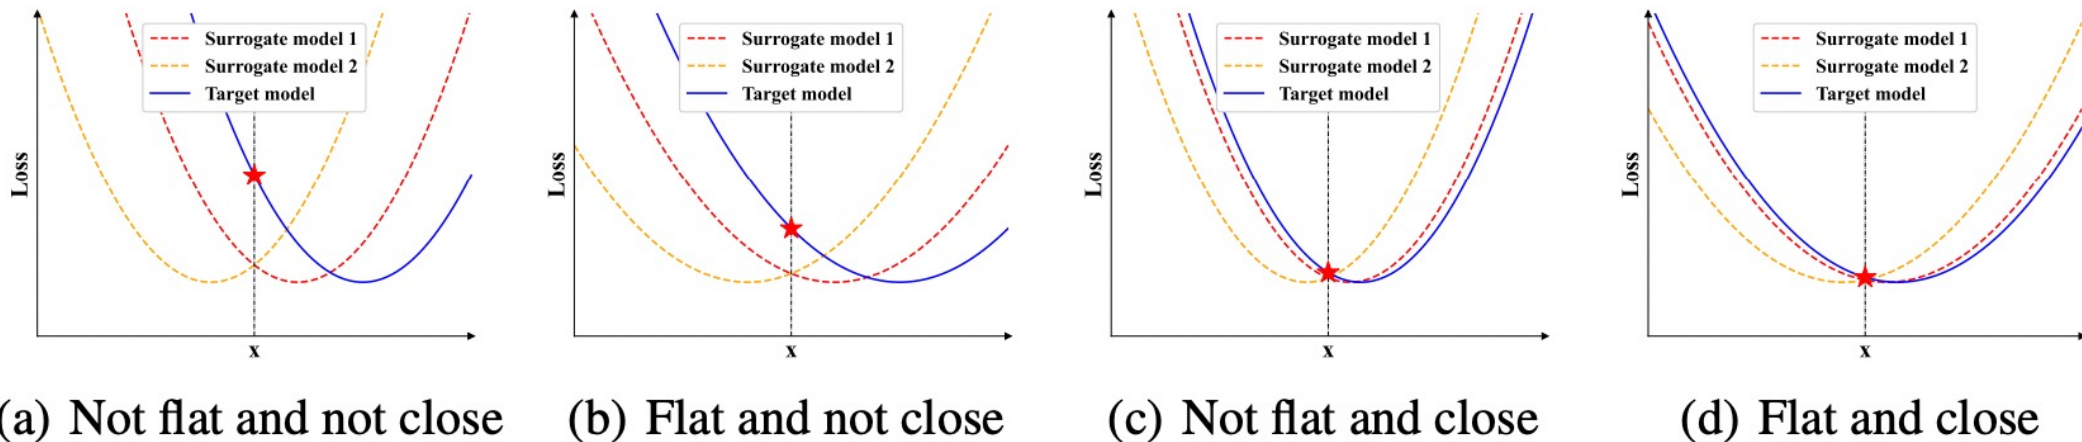 Surrogate model 1
Surrogate model 2
Target model
Loss
x
(a) Not flat and not close
Surrogate model 1
Surrogate model 2
Target model
Loss
x
(b) Flat and not close
Surrogate model 1
Surrogate model 2
Target model
Loss
x
(c) Not flat and close
Surrogate model 1
Surrogate model 2
Target model
Loss
x
(d) Flat and close